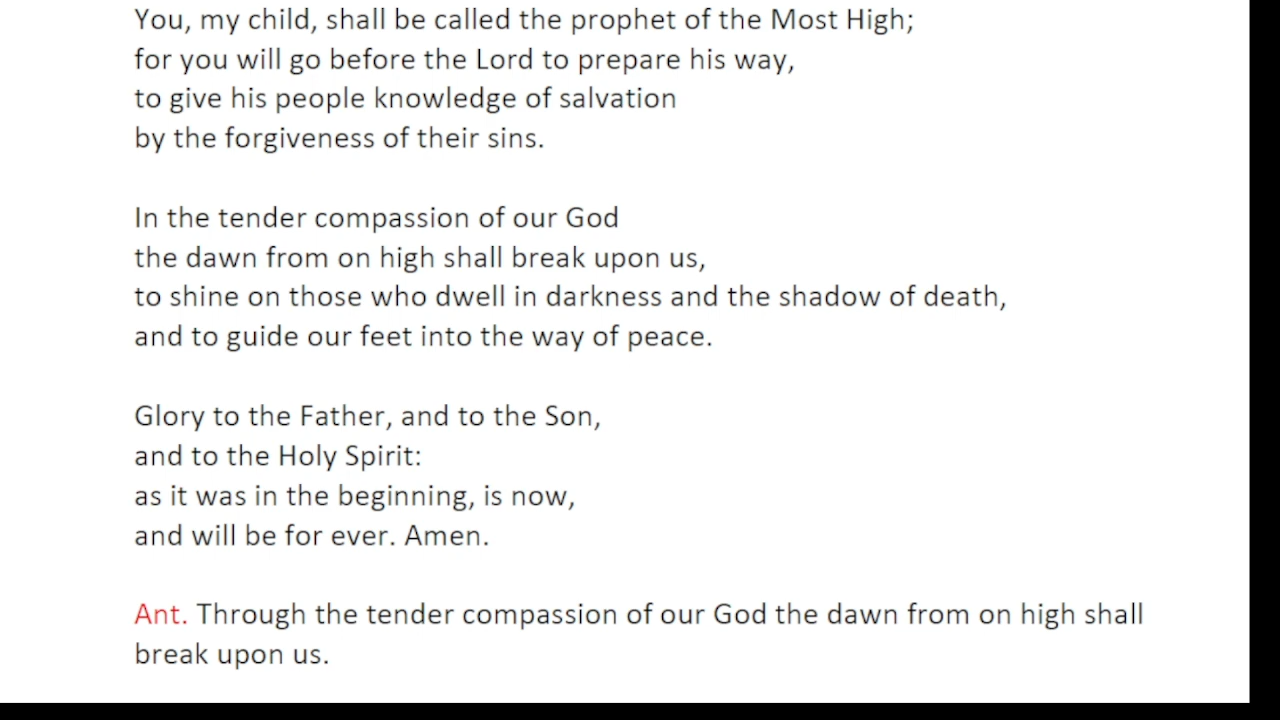 You, my child, shall be called the prophet of the Most High;
for you will go before the Lord to prepare his way,
to give his people knowledge of salvation
by the forgiveness of their sins.
In the tender compassion of our God
the dawn from on high shall break upon us,
to shine on those who dwell in darkness and the shadow of death,
and to guide our feet into the way of peace.
Glory to the Father, and to the Son,
and to the Holy Spirit:
as it was in the beginning, is now,
and will be for ever. Amen.
Ant. Through the tender compassion of our God the dawn from on high shall
break upon us.